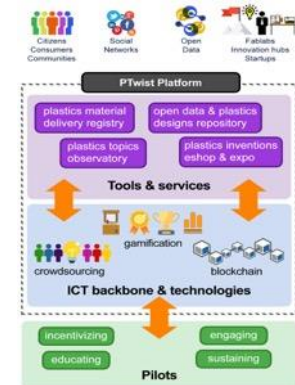 Citizens
Consumers
Communities
Social
Networks
Open
Data
Fablabs
Innovation hubs
Startups
PTwist Platform
plastics material
delivery registry
open data & plastics
designs repository
plastics topics
observatory
plastics inventions
eshop & expo
Tools & services
gamification
crowdsourcing
blockchain
ICT backbone & technologies
incentivizing
engaging
educating
sustaining
Pilots